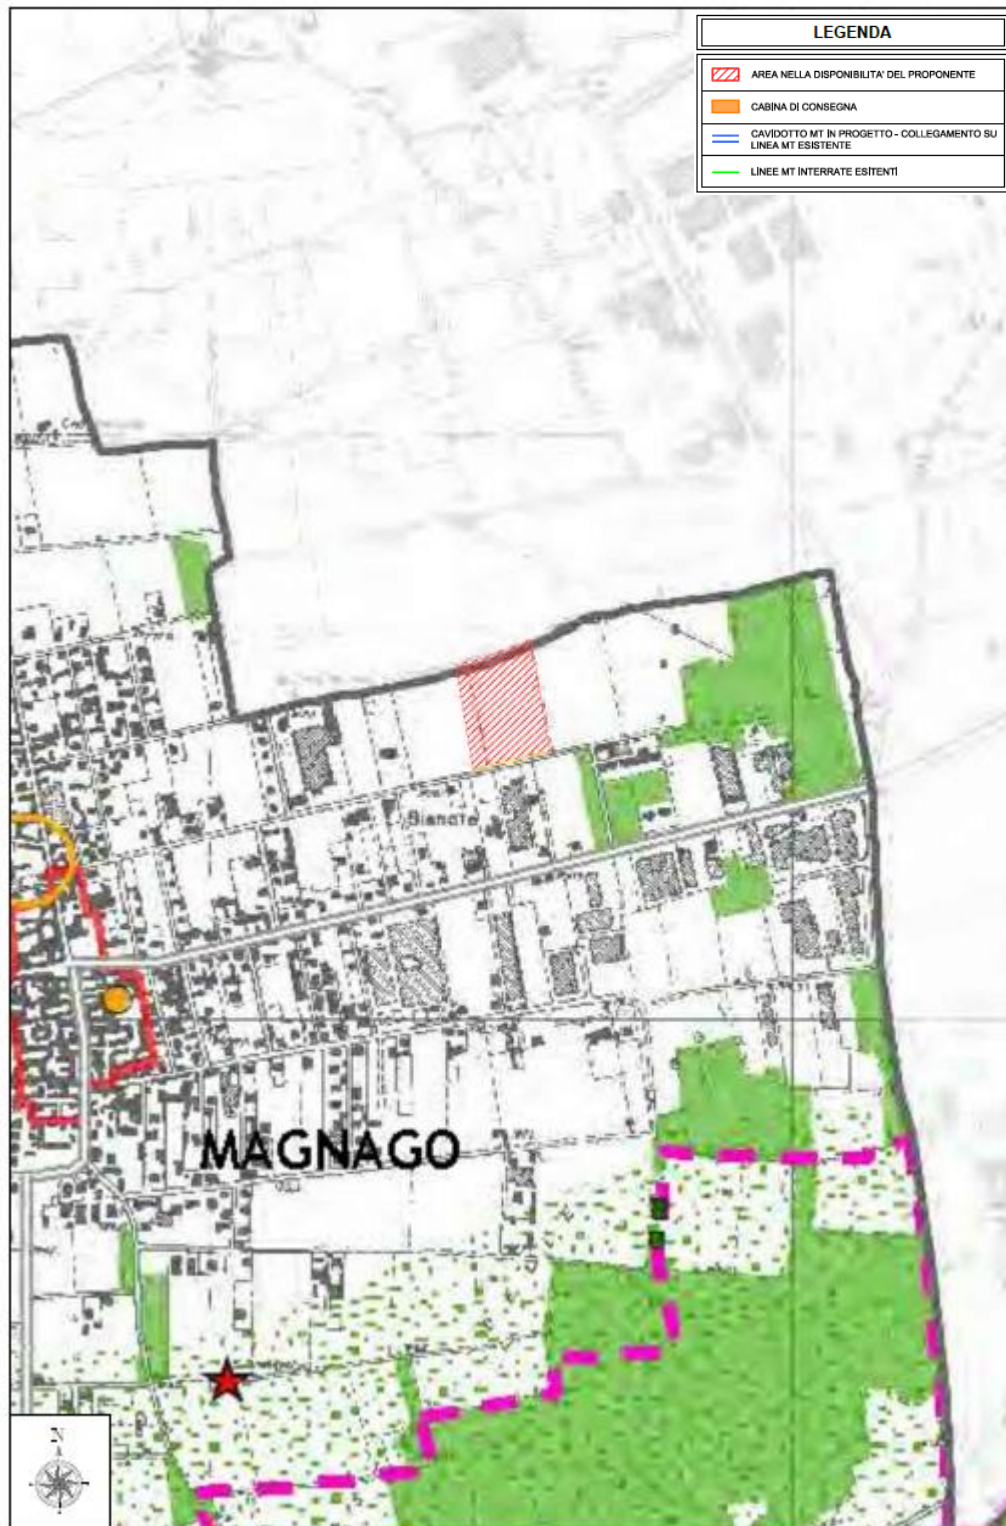 LEGENDA
AREA NELLA DISPONIBILITA' DEL PROPONENTE
CABINA DI CONSEGNA
CAVIDOTTO MT IN PROGETTO - COLLEGAMENTO SU
LINEA MT ESISTENTE
LINEE MT INTERRATE ESITENTI
Bienate
MAGNAGO
N